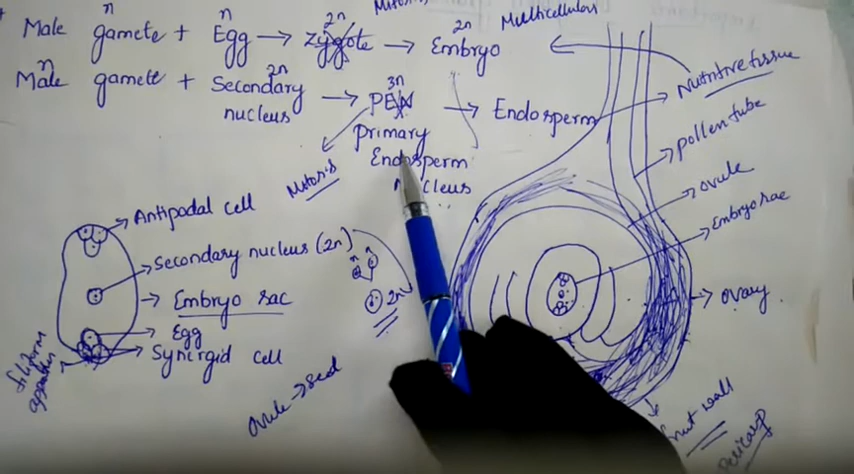 Mitosis
n n 2n 2n Multicellular
Male gamete + Egg → zygote → Embryo
n 2n 3n
Male gamete + Secondary nucleus → PEN → Endosperm
Primary
Endosperm
nucleus
Mitosis
Nutritive tissue
pollen tube
ovule
Embryo sac
ovary
fruit wall
pericarp
Antipodal cell
Secondary nucleus (2n)
n n
2n
Embryo sac
Egg
Synergid cell
filiform
apparatus
Ovule → seed